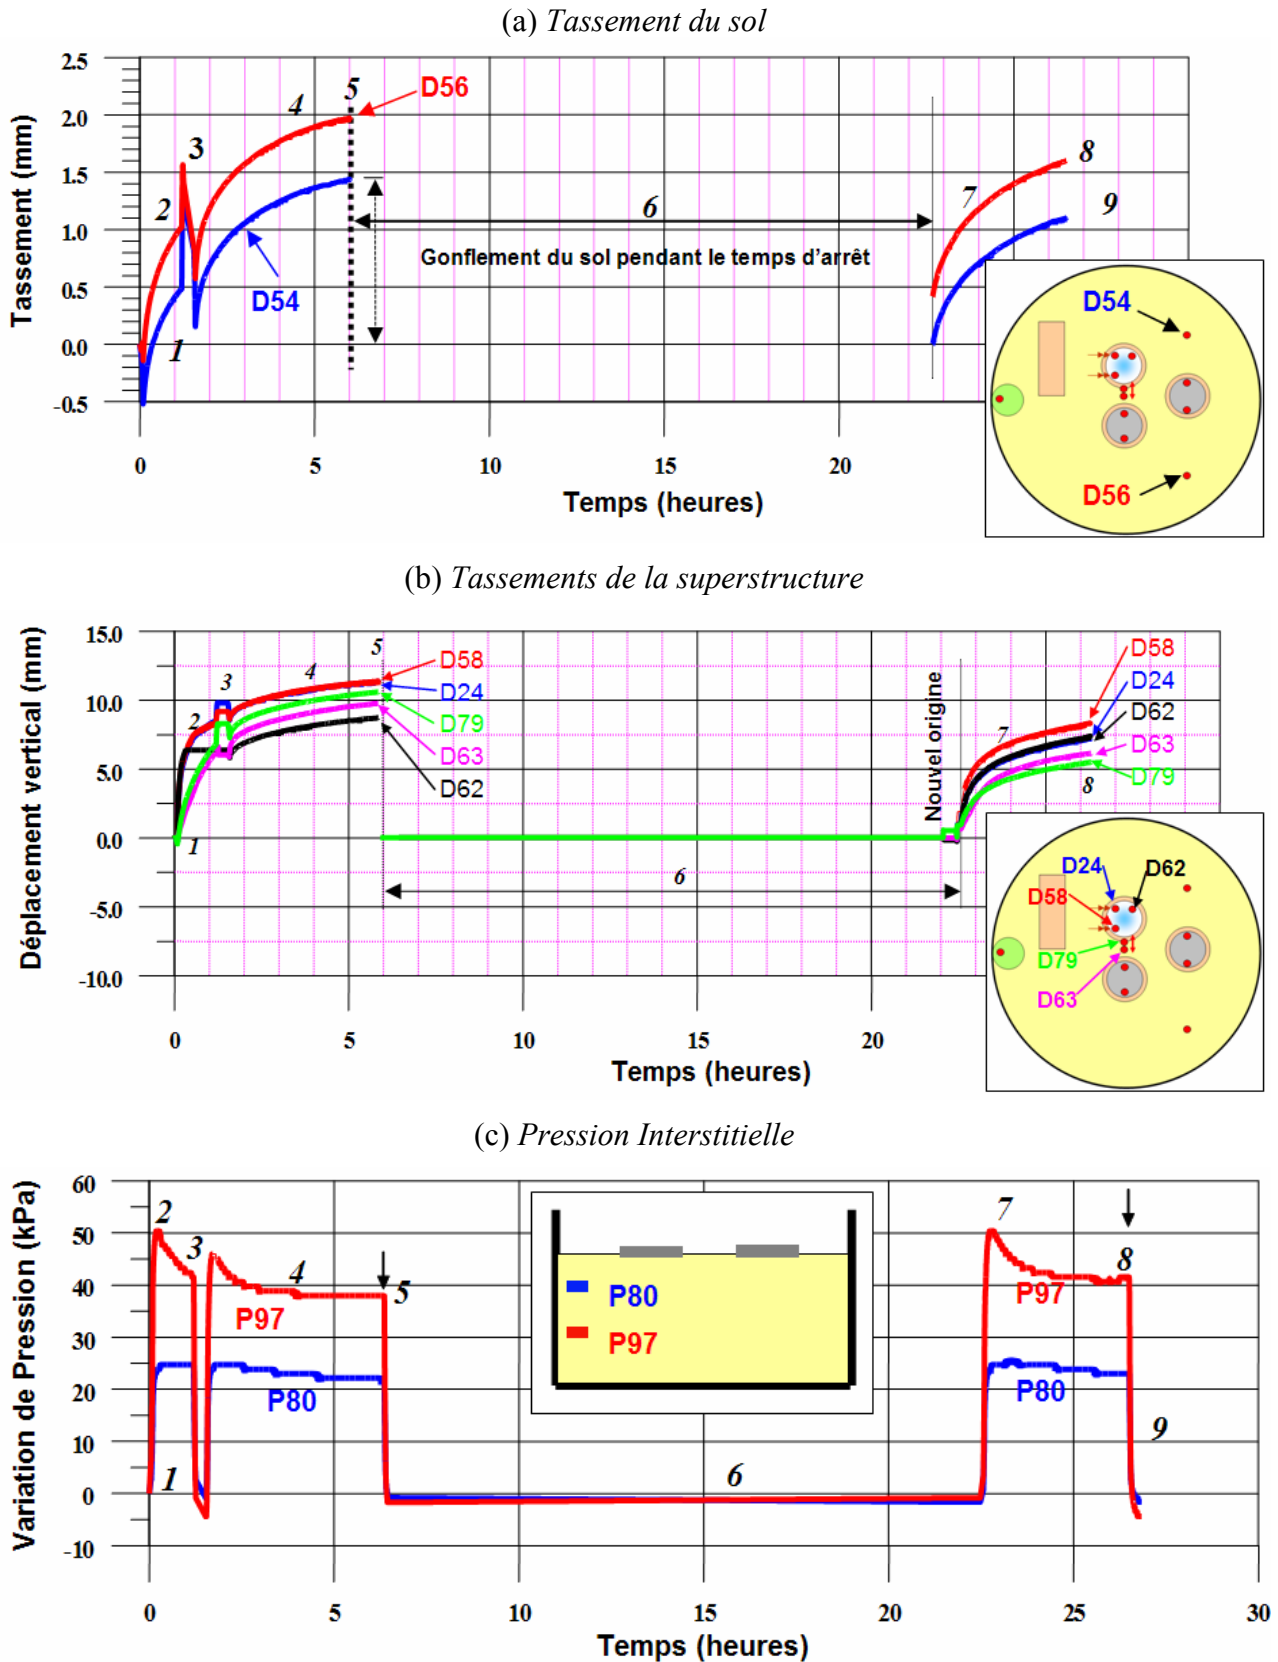 (a) Tassement du sol
Tassement (mm)
2.5
2.0
1.5
1.0
0.5
0.0
-0.5
1
2
3
4
5
D56
D54
6
Gonflement du sol pendant le temps d'arrêt
7
8
9
0
5
10
15
20
Temps (heures)
D54
D56
(b) Tassements de la superstructure
Déplacement vertical (mm)
15.0
10.0
5.0
0.0
-5.0
-10.0
1
2
3
4
5
D58
D24
D79
D63
D62
6
Nouvel origine
7
8
D58
D24
D62
D63
D79
0
5
10
15
20
Temps (heures)
D24
D62
D58
D79
D63
(c) Pression Interstitielle
Variation de Pression (kPa)
60
50
40
30
20
10
0
-10
1
2
3
4
5
P97
P80
P80
P97
6
7
8
P97
P80
9
0
5
10
15
20
25
30
Temps (heures)